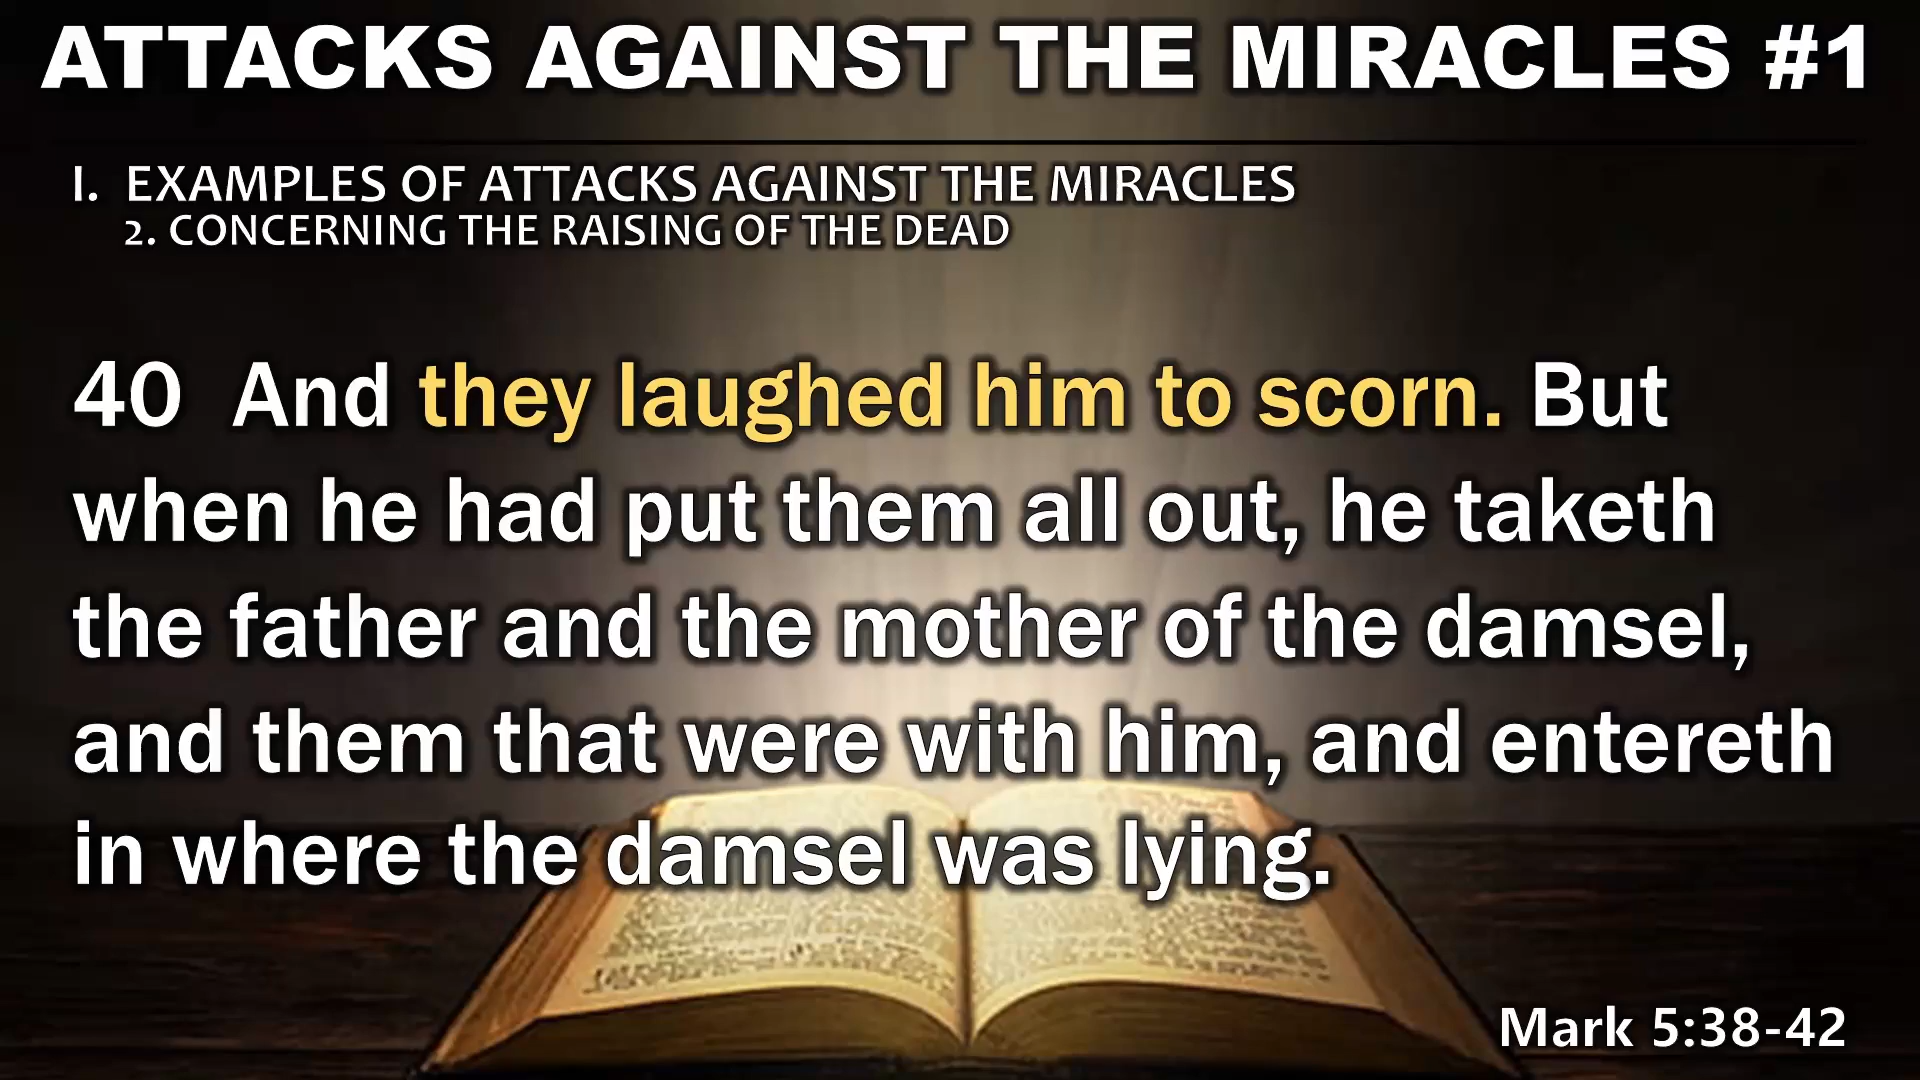 ATTACKS AGAINST THE MIRACLES #1
I. EXAMPLES OF ATTACKS AGAINST THE MIRACLES
2. CONCERNING THE RAISING OF THE DEAD
40 And they laughed him to scorn. But
when he had put them all out, he taketh
the father and the mother of the damsel,
and them that were with him, and entereth
in where the damsel was lying.
Mark 5:38-42